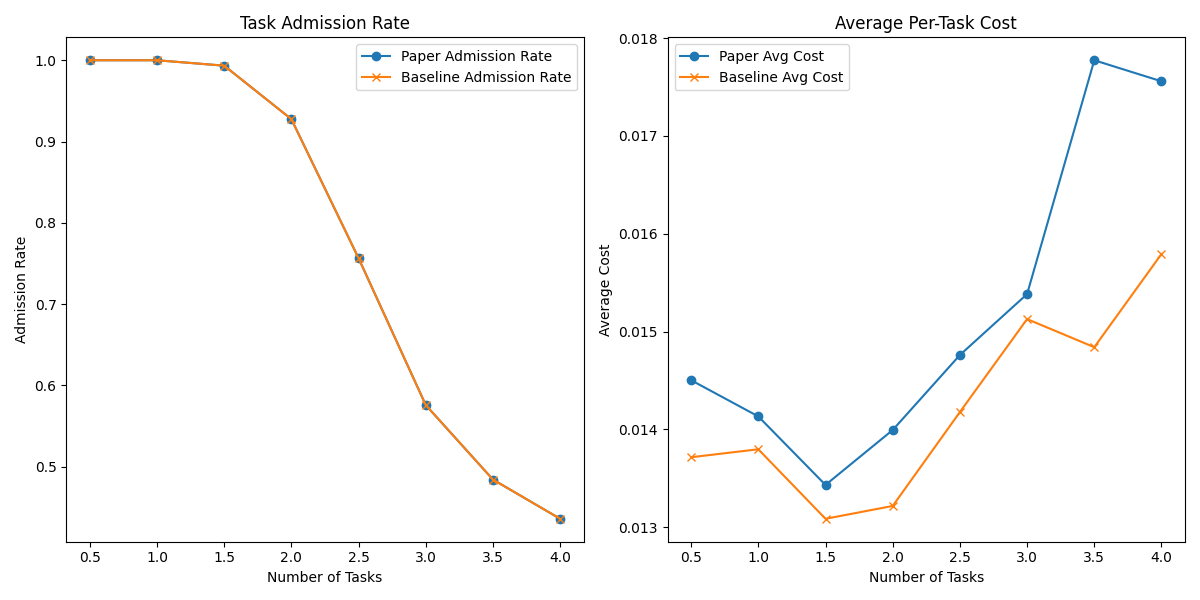 Task Admission Rate
Paper Admission Rate
Baseline Admission Rate
1.0
0.9
0.8
0.7
0.6
0.5
Admission Rate
0.5 1.0 1.5 2.0 2.5 3.0 3.5 4.0
Number of Tasks
Average Per-Task Cost
Paper Avg Cost
Baseline Avg Cost
0.018
0.017
0.016
0.015
0.014
0.013
Average Cost
0.5 1.0 1.5 2.0 2.5 3.0 3.5 4.0
Number of Tasks